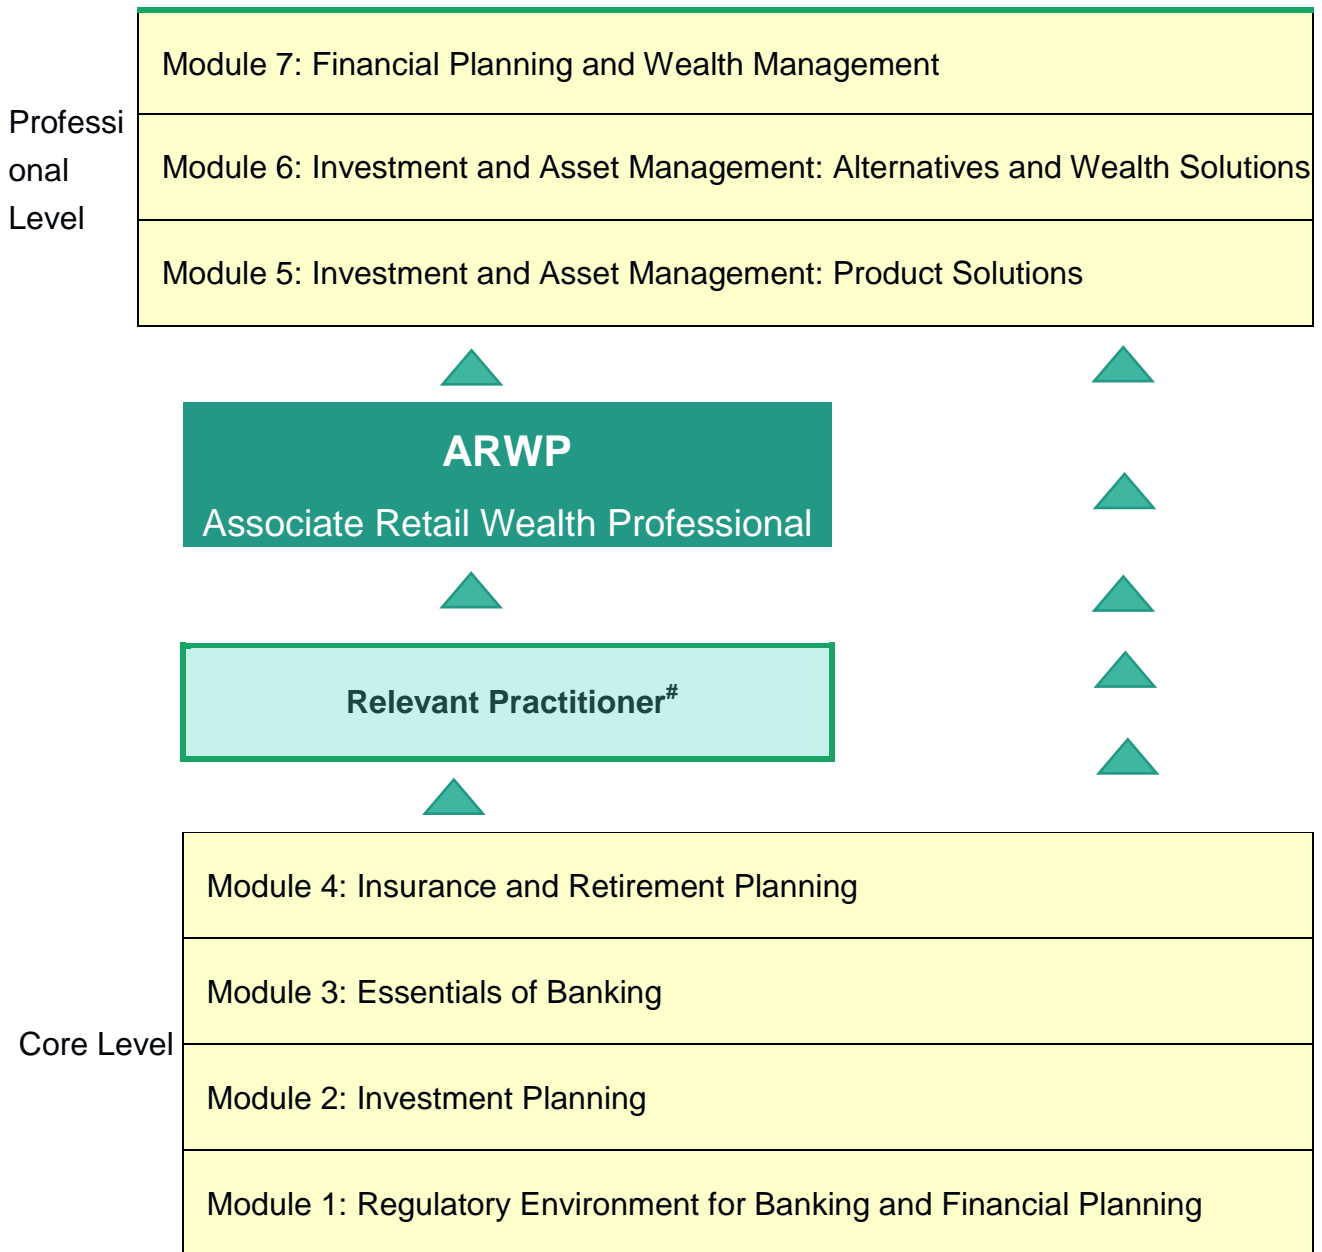 Module 7: Financial Planning and Wealth Management
Professi
onal
Level
Module 6: Investment and Asset Management: Alternatives and Wealth Solutions
Module 5: Investment and Asset Management: Product Solutions
ARWP
Associate Retail Wealth Professional
Relevant Practitioner#
Module 4: Insurance and Retirement Planning
Module 3: Essentials of Banking
Core Level
Module 2: Investment Planning
Module 1: Regulatory Environment for Banking and Financial Planning